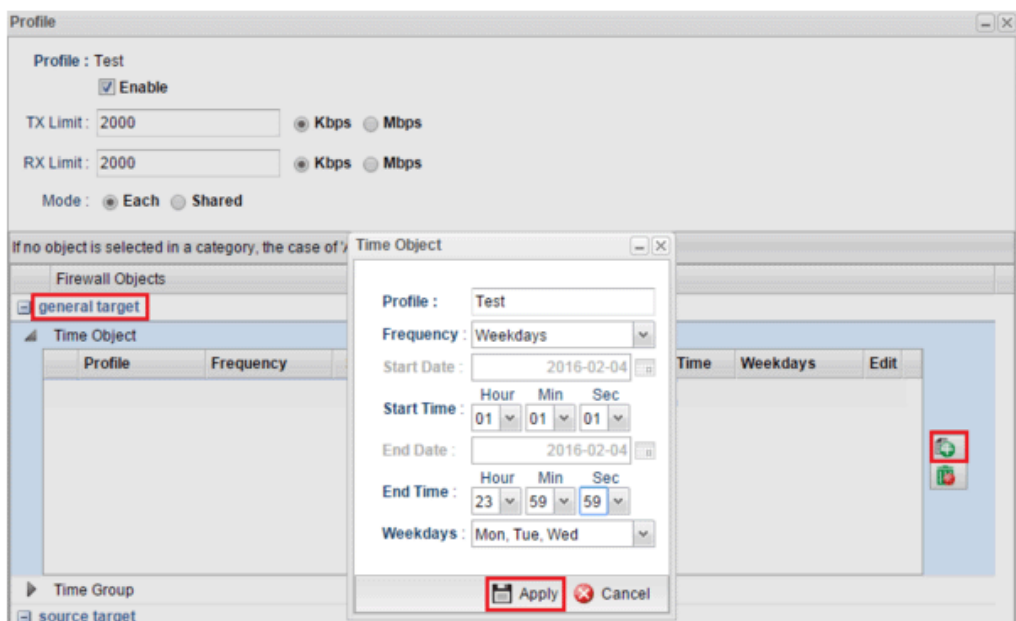 Profile
Profile : Test
Enable
TX Limit : 2000 Kbps Mbps
RX Limit : 2000 Kbps Mbps
Mode : Each Shared
If no object is selected in a category, the case of
Firewall Objects
general target
Time Object
Profile Frequency Time Weekdays Edit
Time Group
source target
Time Object
Profile : Test
Frequency : Weekdays
Start Date : 2016-02-04
Hour Min Sec
Start Time : 01 01 01
End Date : 2016-02-04
Hour Min Sec
End Time : 23 59 59
Weekdays : Mon, Tue, Wed
Apply Cancel